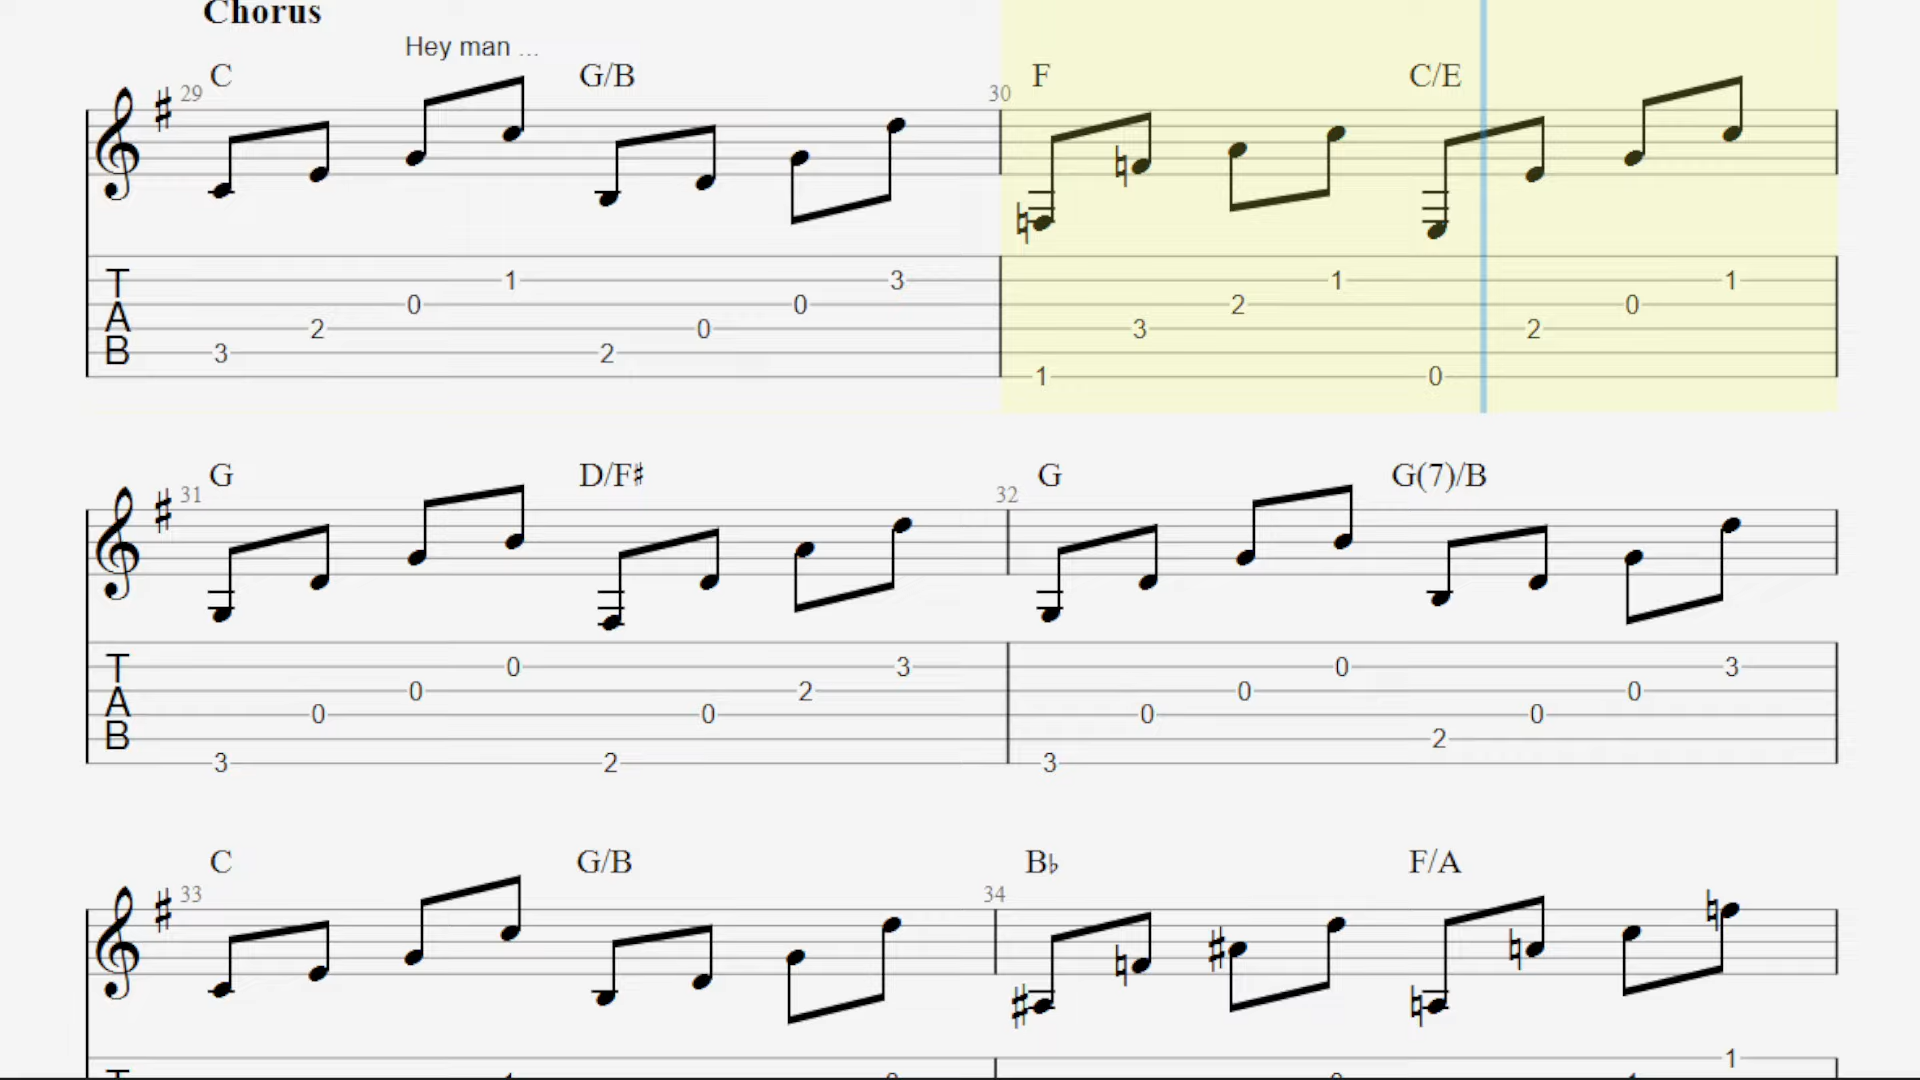 Chorus
Hey man ...
29 C G/B 30 F C/E
T
A
B
1 3 1 1
0 0 2 0
2 0 3 2
3 2
1 0
31 G D/F♯ 32 G G(7)/B
T
A
B
0 3 0 3
0 2 0 0
0 0 0 0
2
3 2 3
33 C G/B 34 B♭ F/A
1